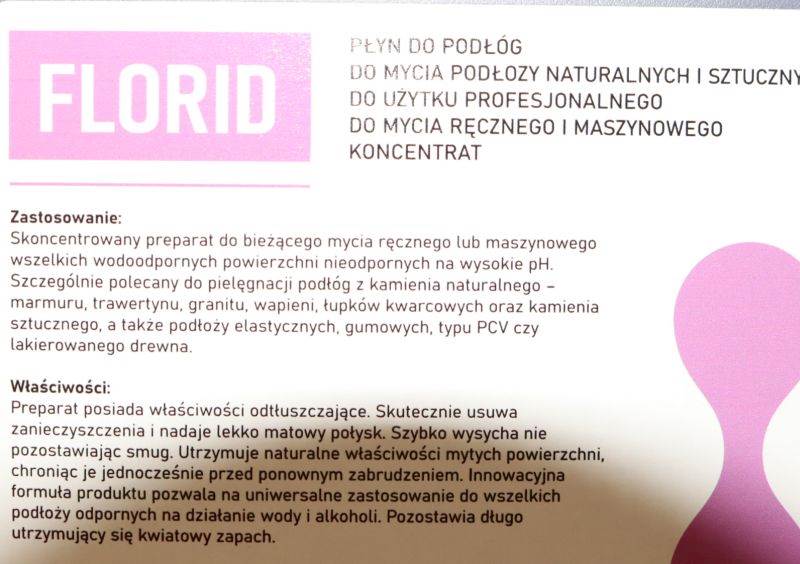 FLORID
PŁYN DO PODŁÓG
DO MYCIA PODŁOZY NATURALNYCH I SZTUCZNY
DO UŻYTKU PROFESJONALNEGO
DO MYCIA RĘCZNEGO I MASZYNOWEGO
KONCENTRAT
Zastosowanie:
Skoncentrowany preparat do bieżącego mycia ręcznego lub maszynowego
wszelkich wodoodpornych powierzchni nieodpornych na wysokie pH.
Szczególnie polecany do pielęgnacji podłóg z kamienia naturalnego –
marmuru, trawertynu, granitu, wapieni, łupków kwarcowych oraz kamienia
sztucznego, a także podłoży elastycznych, gumowych, typu PCV czy
lakierowanego drewna.
Właściwości:
Preparat posiada właściwości odtłuszczające. Skutecznie usuwa
zanieczyszczenia i nadaje lekko matowy połysk. Szybko wysycha nie
pozostawiając smug. Utrzymuje naturalne właściwości mytych powierzchni,
chroniąc je jednocześnie przed ponownym zabrudzeniem. Innowacyjna
formuła produktu pozwala na uniwersalne zastosowanie do wszelkich
podłoży odpornych na działanie wody i alkoholi. Pozostawia długo
utrzymujący się kwiatowy zapach.